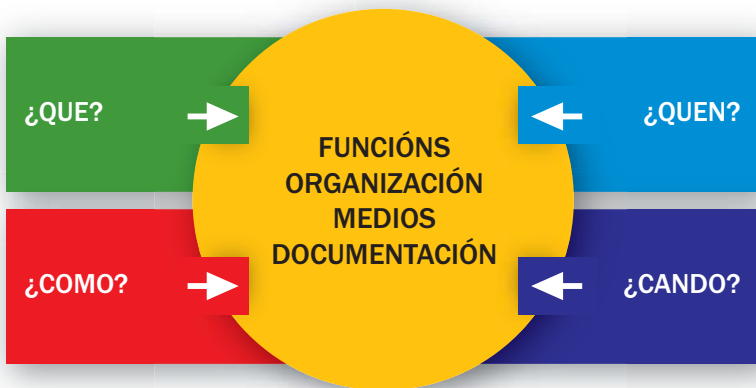 ¿QUE?
¿QUEN?
FUNCIÓNS
ORGANIZACIÓN
MEDIOS
DOCUMENTACIÓN
¿COMO?
¿CANDO?